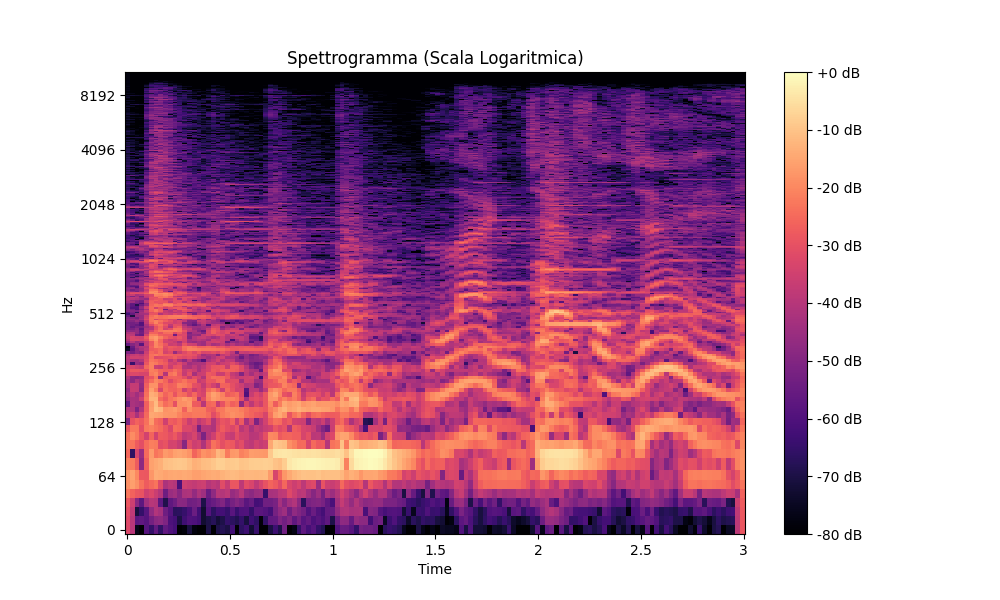 Spettrogramma (Scala Logaritmica)
Hz
8192
4096
2048
1024
512
256
128
64
0
0 0.5 1 1.5 2 2.5 3
Time
+0 dB
-10 dB
-20 dB
-30 dB
-40 dB
-50 dB
-60 dB
-70 dB
-80 dB